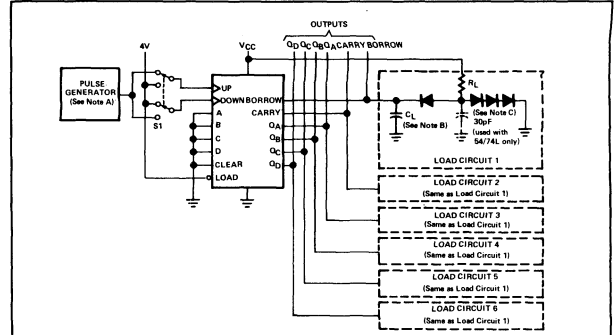 OUTPUTS
QD QC QB QA CARRY BORROW
4V
VCC
PULSE
GENERATOR
(See Note A)
S1
UP
DOWN BORROW
A CARRY
B QA
C QB
D QC
CLEAR QD
LOAD
RL
CL
(See Note B)
(See Note C)
30pF
(used with
54/74L only)
LOAD CIRCUIT 1
LOAD CIRCUIT 2
(Same as Load Circuit 1)
LOAD CIRCUIT 3
(Same as Load Circuit 1)
LOAD CIRCUIT 4
(Same as Load Circuit 1)
LOAD CIRCUIT 5
(Same as Load Circuit 1)
LOAD CIRCUIT 6
(Same as Load Circuit 1)